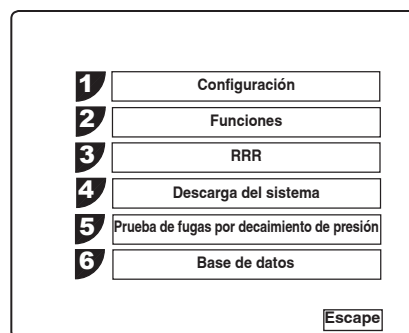 1 Configuración
2 Funciones
3 RRR
4 Descarga del sistema
5 Prueba de fugas por decaimiento de presión
6 Base de datos
Escape